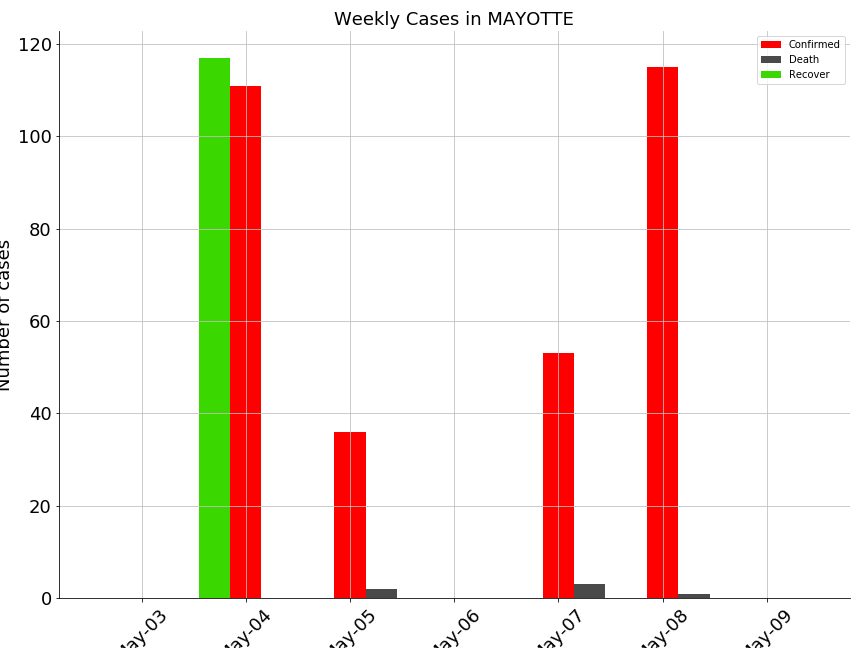 Weekly Cases in MAYOTTE
Number of cases
120
100
80
60
40
20
0
Confirmed
Death
Recover
May-03
May-04
May-05
May-06
May-07
May-08
May-09